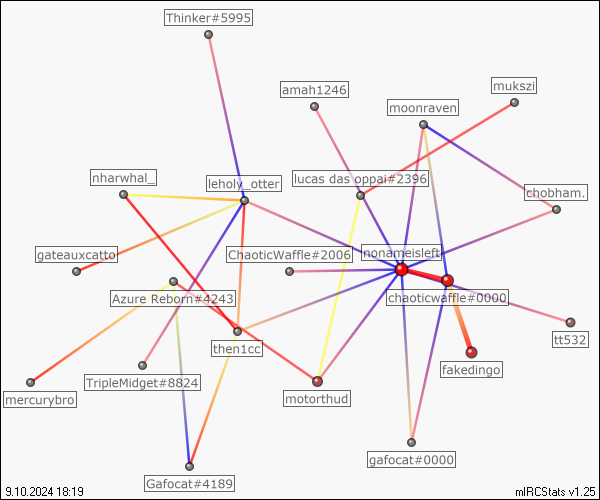 Thinker#5995
amah1246
mukszi
moonraven
nharwhal_
leholy_otter
lucas das oppai#2396
chobham.
gateauxcatto
ChaoticWaffle#2006
nonameisleft
Azure Reborn#4243
chaoticwaffle#0000
then1cc
tt532
fakedingo
TripleMidget#8824
mercurybro
motorthud
gafocat#0000
Gafocat#4189
9.10.2024 18:19
mIRCStats v1.25